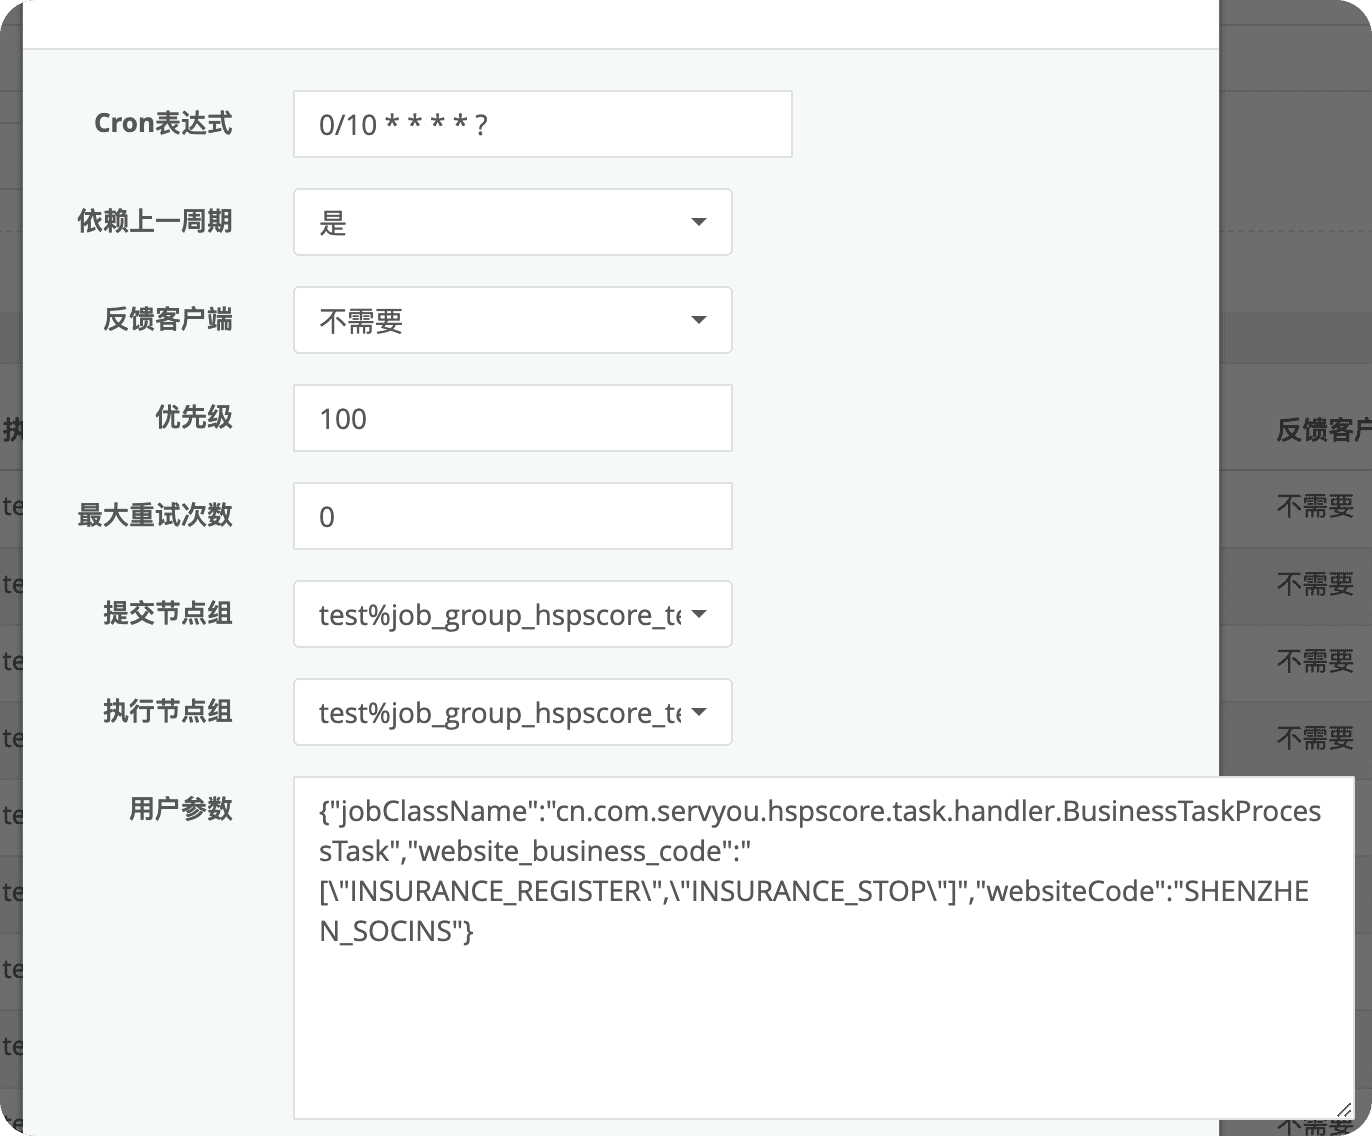 Cron表达式
0/10 * * * * ?
依赖上一周期
是
反馈客户端
不需要
优先级
100
最大重试次数
0
提交节点组
test%job_group_hspscore_te
执行节点组
test%job_group_hspscore_te
用户参数
{"jobClassName":"cn.com.servyou.hspscore.task.handler.BusinessTaskProces
sTask","website_business_code":"
[\"INSURANCE_REGISTER\",\"INSURANCE_STOP\"]","websiteCode":"SHENZHE
N_SOCINS"}
执
te
te
te
te
te
te
te
te
te
反馈客户
不需要
不需要
不需要
不需要
不需要